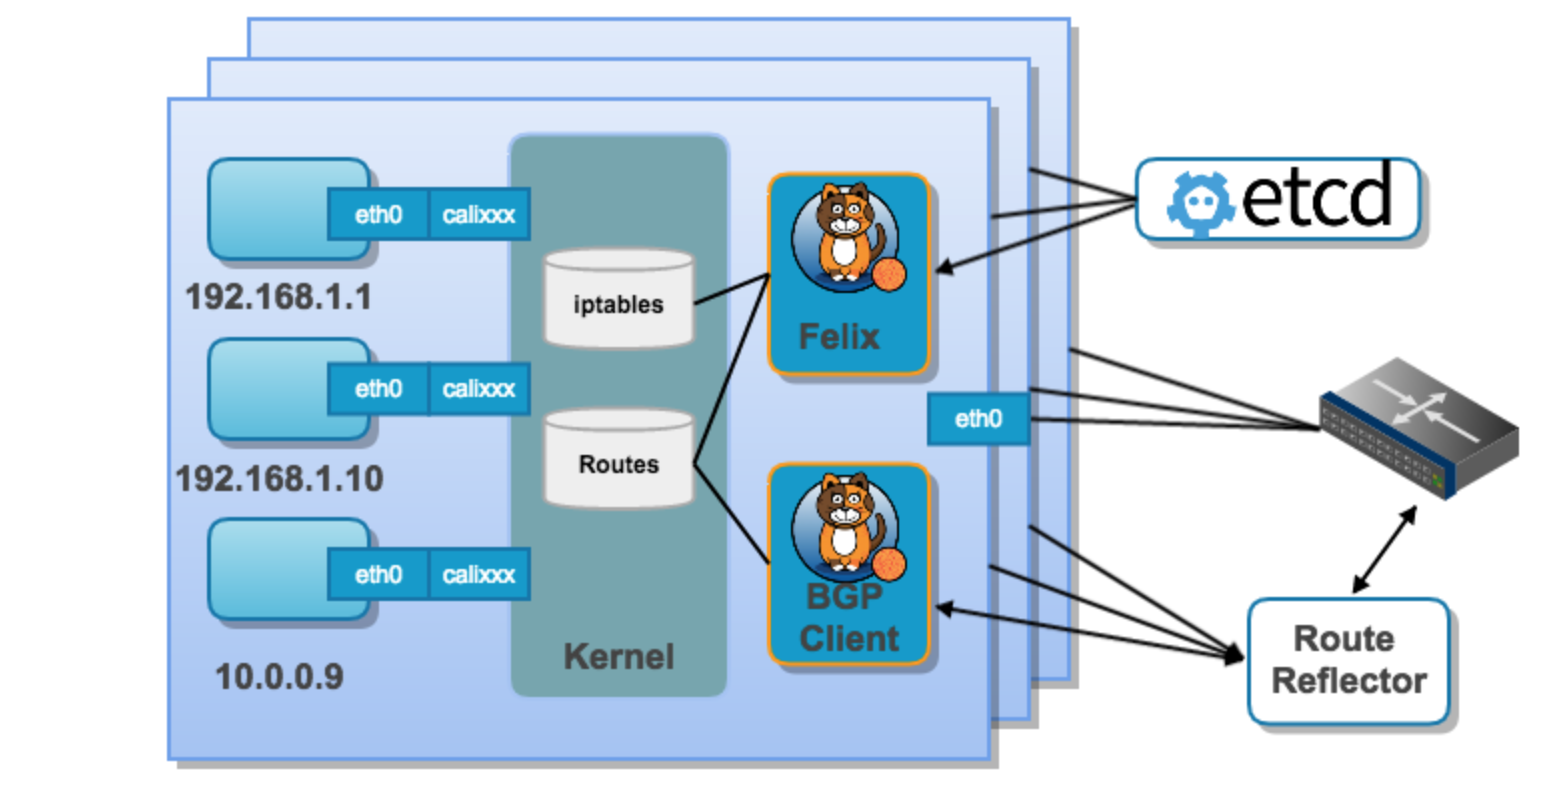 eth0 calixxx
192.168.1.1
eth0 calixxx
192.168.1.10
eth0 calixxx
10.0.0.9
iptables
Routes
Kernel
Felix
eth0
BGP
Client
etcd
Route
Reflector